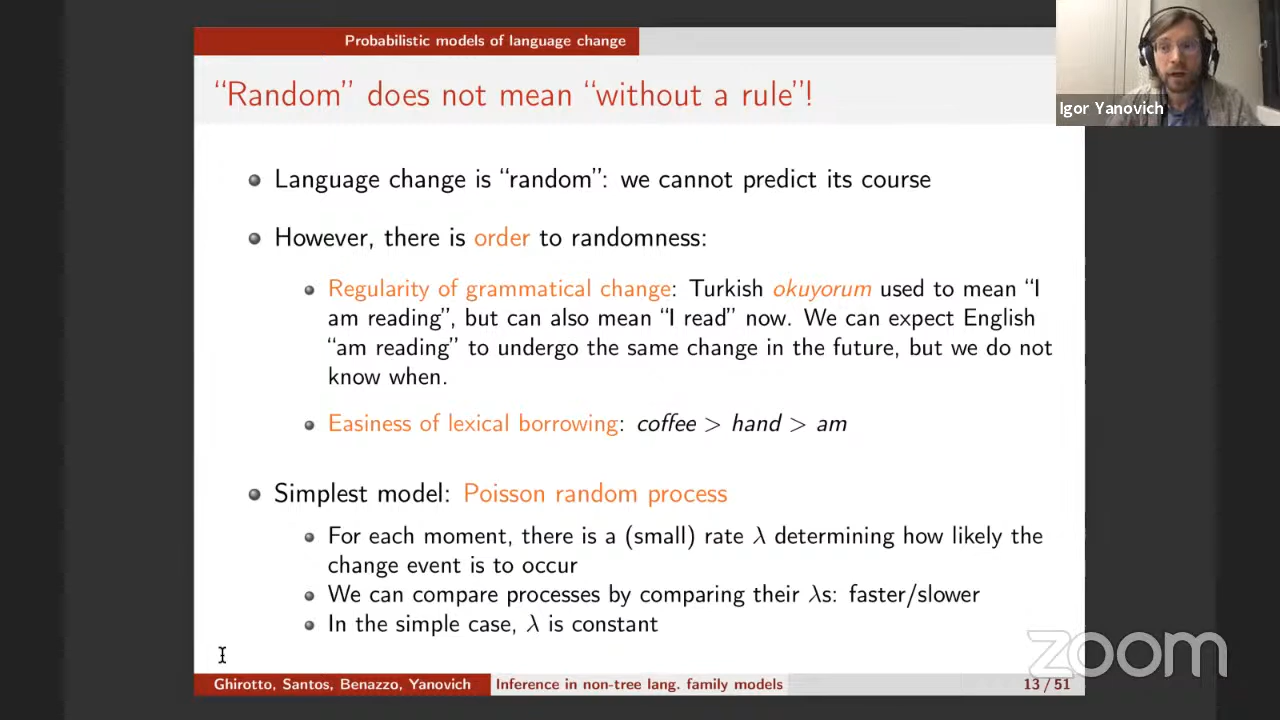 Probabilistic models of language change
“Random” does not mean “without a rule”!
Igor Yanovich
Language change is “random”: we cannot predict its course
However, there is order to randomness:
Regularity of grammatical change: Turkish okuyorum used to mean “I
am reading”, but can also mean “I read” now. We can expect English
“am reading” to undergo the same change in the future, but we do not
know when.
Easiness of lexical borrowing: coffee > hand > am
Simplest model: Poisson random process
For each moment, there is a (small) rate λ determining how likely the
change event is to occur
We can compare processes by comparing their λs: faster/slower
In the simple case, λ is constant
zoom
Ghirotto, Santos, Benazzo, Yanovich Inference in non-tree lang. family models 13 / 51